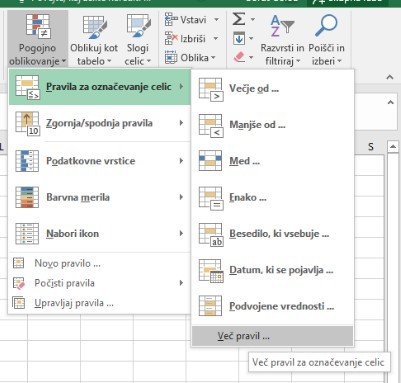 Pogojno oblikovanje
Oblikuj kot tabelo
Slogi celic
Vstavi
Izbriši
Oblika
Razvrsti in filtriraj
Poišči in izberi
Pravila za označevanje celic
Zgornja/spodnja pravila
10
Podatkovne vrstice
Barvna merila
Nabori ikon
Novo pravilo ...
Počisti pravila
Upravljaj pravila ...
Večje od ...
Manjše od ...
Med ...
Enako ...
Besedilo, ki vsebuje ...
ab
Datum, ki se pojavlja ...
Podvojene vrednosti ...
Več pravil ...
Več pravil za označevanje celic
S